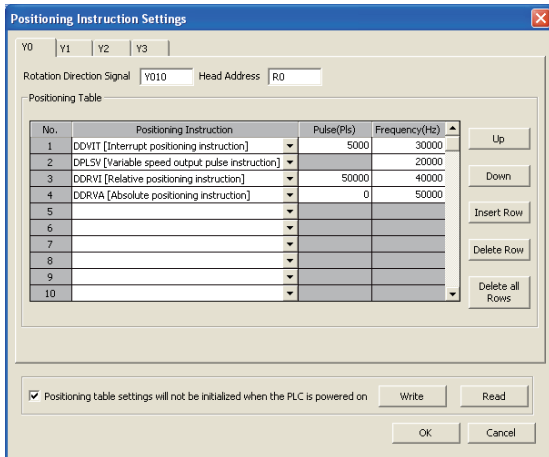 Positioning Instruction Settings
Y0 Y1 Y2 Y3
Rotation Direction Signal Y010 Head Address R0
Positioning Table
No. Positioning Instruction Pulse(Pls) Frequency(Hz)
1 DDVIT [Interrupt positioning instruction] 5000 30000
2 DPLSV [Variable speed output pulse instruction] 20000
3 DDRVI [Relative positioning instruction] 50000 40000
4 DDRVA [Absolute positioning instruction] 0 50000
5
6
7
8
9
10
Up
Down
Insert Row
Delete Row
Delete all
Rows
Positioning table settings will not be initialized when the PLC is powered on Write Read
OK Cancel